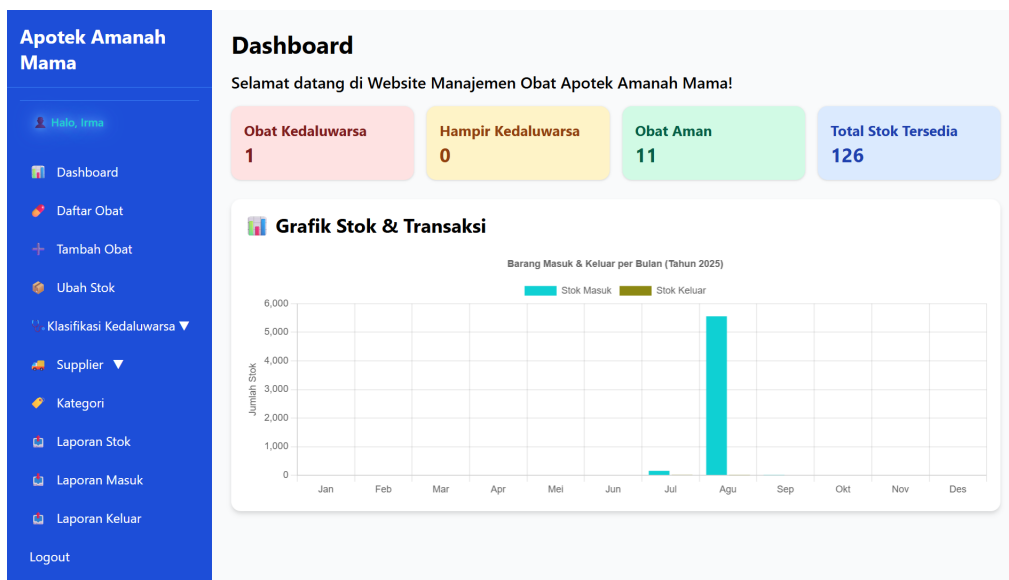 Apotek Amanah
Mama
Halo, Irma
Dashboard
Daftar Obat
Tambah Obat
Ubah Stok
Klasifikasi Kedaluwarsa ▼
Supplier ▼
Kategori
Laporan Stok
Laporan Masuk
Laporan Keluar
Logout
Dashboard
Selamat datang di Website Manajemen Obat Apotek Amanah Mama!
Obat Kedaluwarsa
1
Hampir Kedaluwarsa
0
Obat Aman
11
Total Stok Tersedia
126
Grafik Stok & Transaksi
Barang Masuk & Keluar per Bulan (Tahun 2025)
Stok Masuk Stok Keluar
Jumlah Stok
6,000
5,000
4,000
3,000
2,000
1,000
0
Jan Feb Mar Apr Mei Jun Jul Agu Sep Okt Nov Des